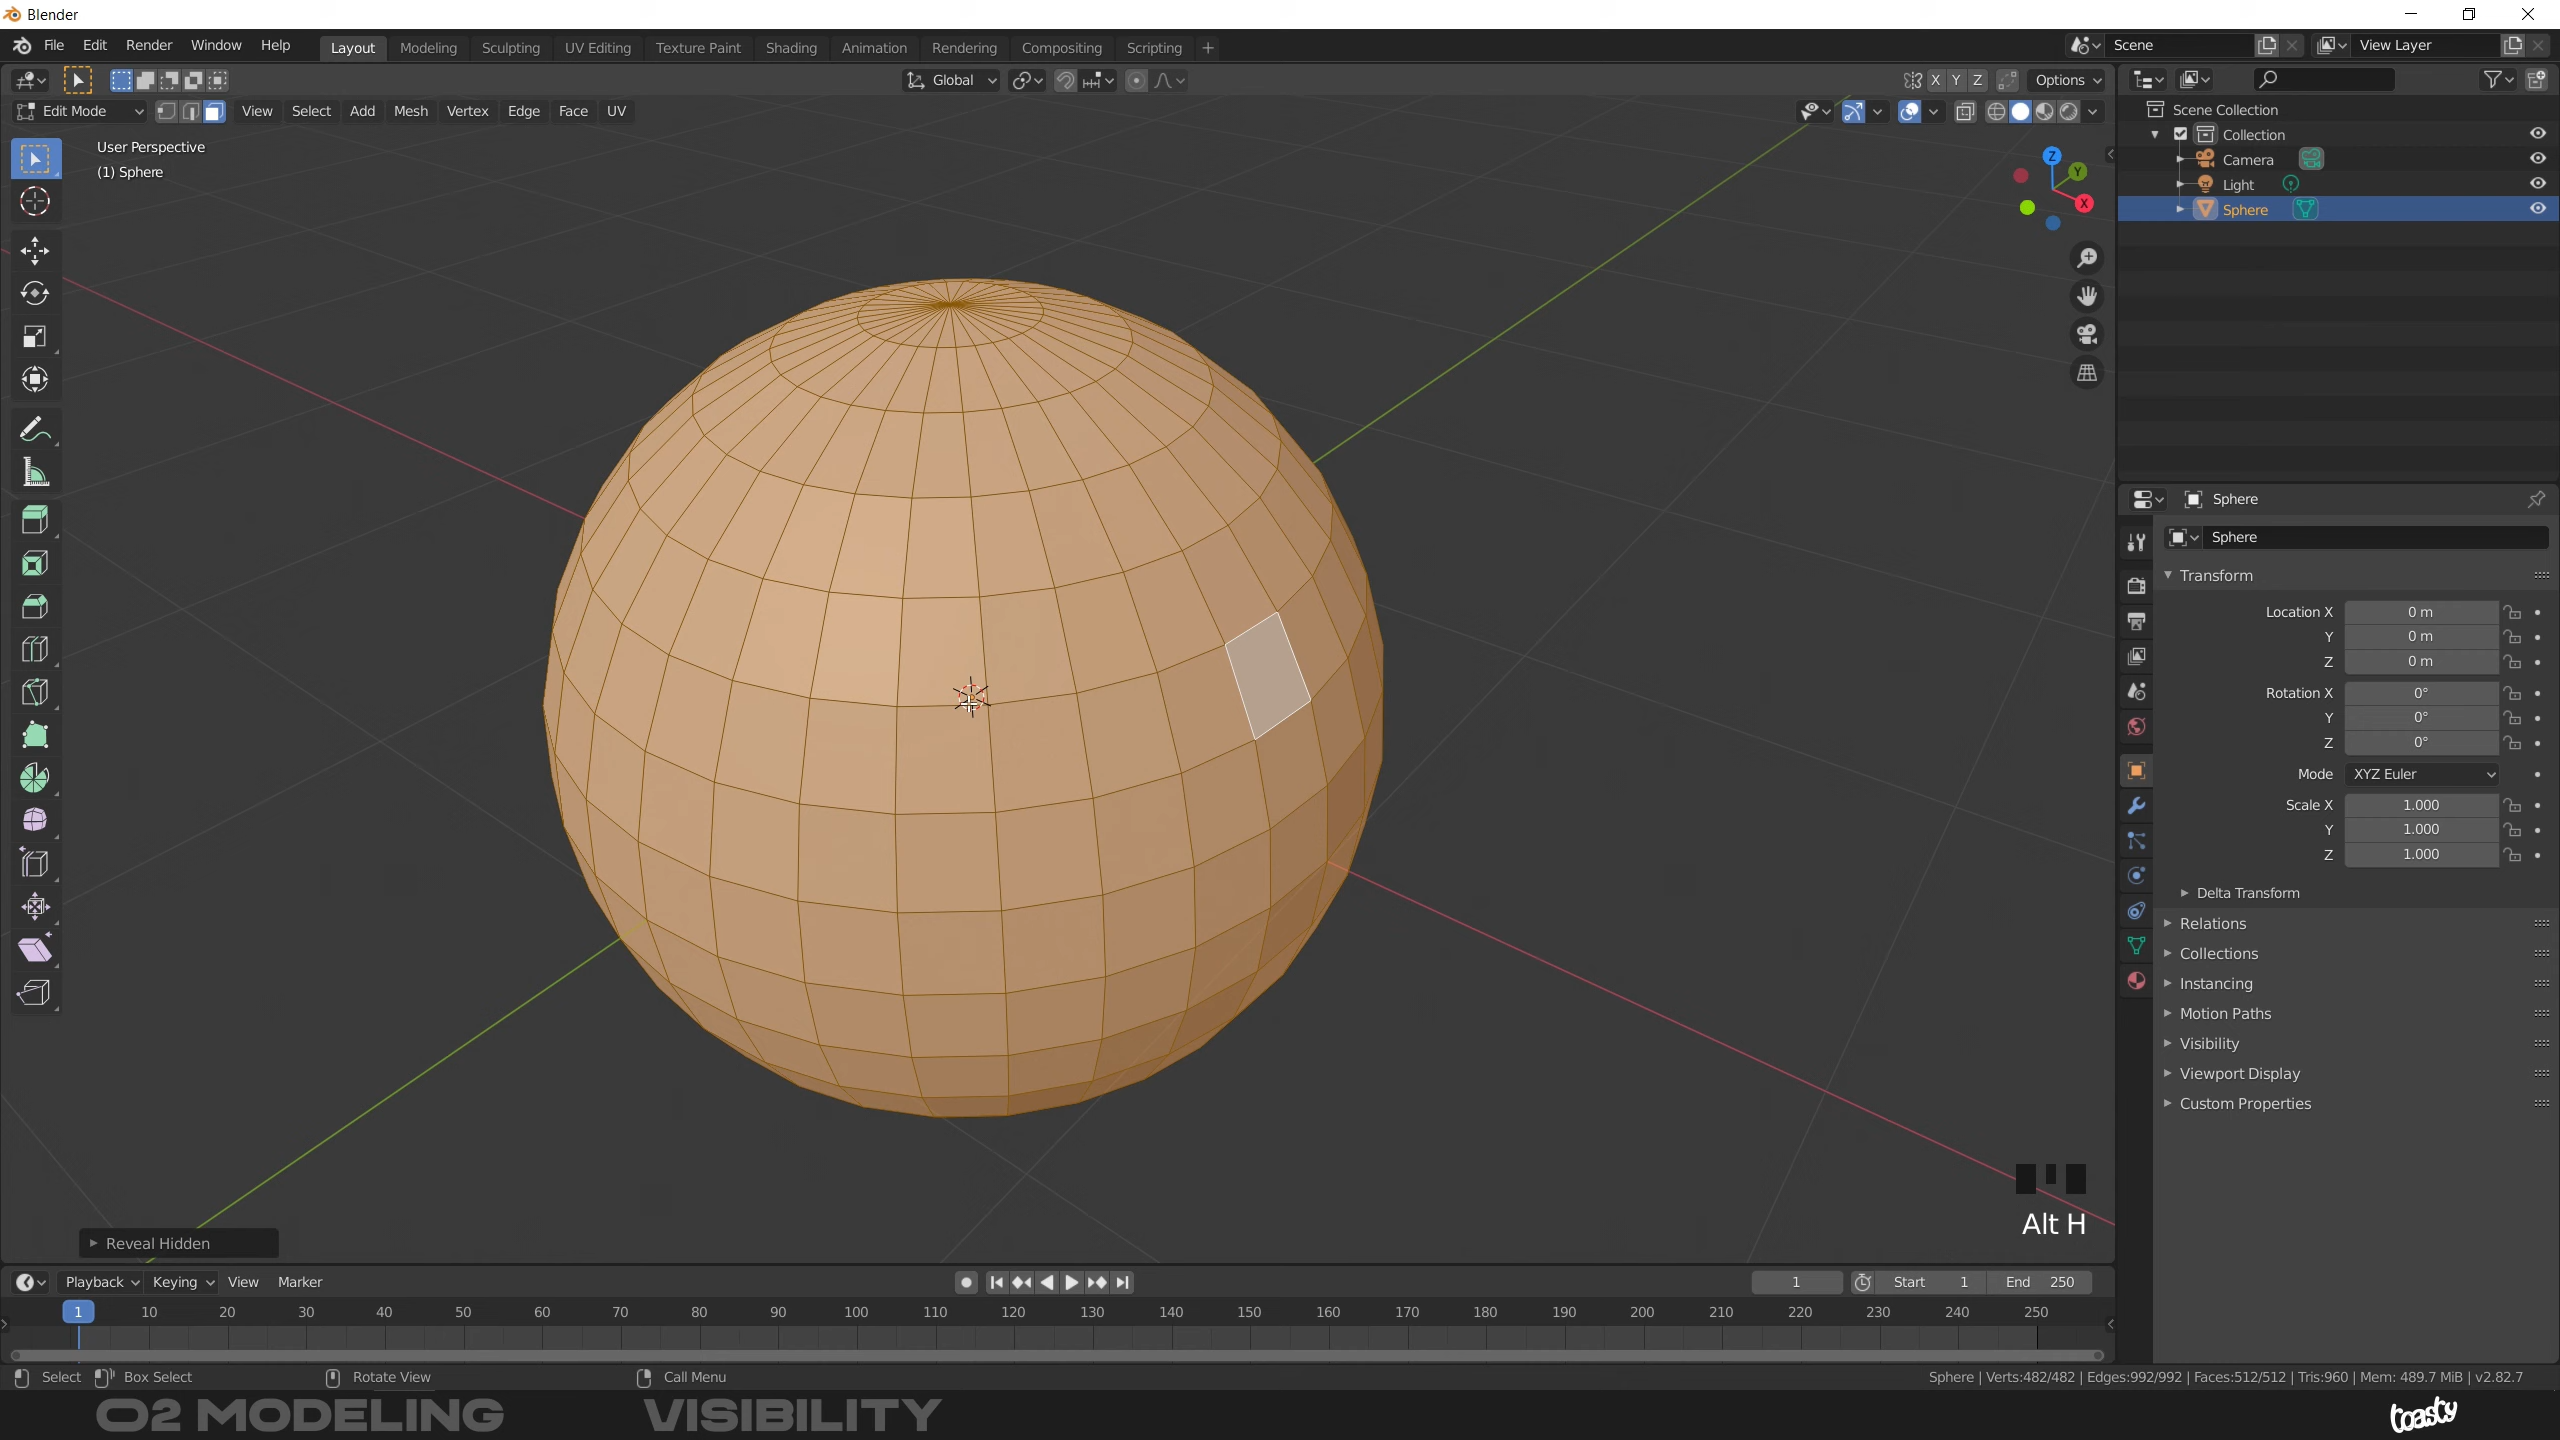 Blender
File Edit Render Window Help Layout Modeling Sculpting UV Editing Texture Paint Shading Animation Rendering Compositing Scripting + Scene View Layer
Global X Y Z Options
Edit Mode View Select Add Mesh Vertex Edge Face UV
User Perspective
(1) Sphere
Z
Y
X
Scene Collection
Collection
Camera
Light
Sphere
Sphere
Sphere
Transform
Location X 0 m
Y 0 m
Z 0 m
Rotation X 0°
Y 0°
Z 0°
Mode XYZ Euler
Scale X 1.000
Y 1.000
Z 1.000
Delta Transform
Relations
Collections
Instancing
Motion Paths
Visibility
Viewport Display
Custom Properties
Alt H
Reveal Hidden
Playback Keying View Marker 1 Start 1 End 250
1 10 20 30 40 50 60 70 80 90 100 110 120 130 140 150 160 170 180 190 200 210 220 230 240 250
Select Box Select Rotate View Call Menu Sphere | Verts:482/482 | Edges:992/992 | Faces:512/512 | Tris:960 | Mem: 489.7 MiB | v2.82.7
02 MODELING VISIBILITY toasty